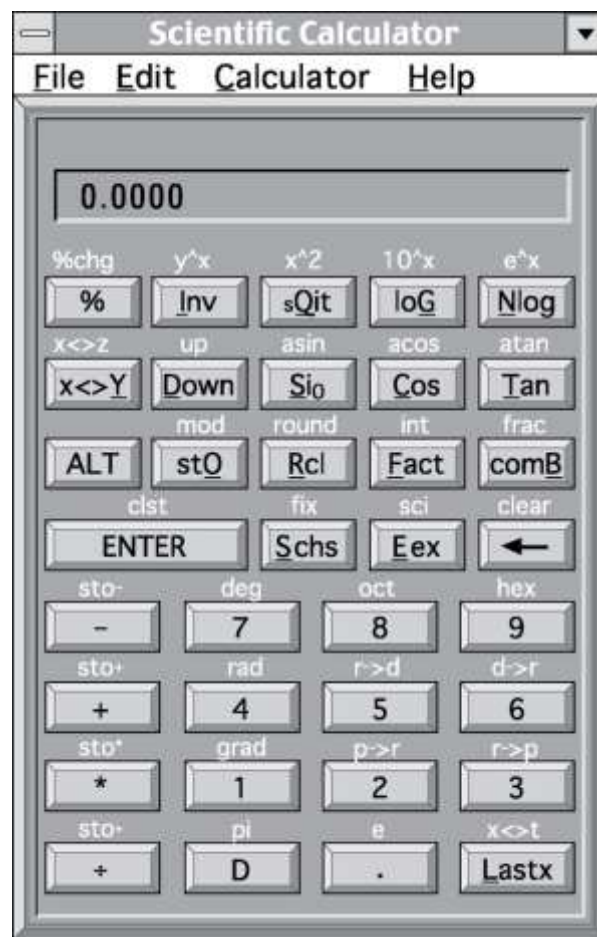 Scientific Calculator
File Edit Calculator Help
0.0000
%chg y^x x^2 10^x e^x
% Inv sQit loG Nlog
x<>z up asin acos atan
x<>Y Down Si0 Cos Tan
mod round int frac
ALT stO Rcl Fact comB
clst fix sci clear
ENTER Schs Eex ←
sto- deg oct hex
- 7 8 9
sto+ rad r->d d->r
+ 4 5 6
sto* grad p->r r->p
* 1 2 3
sto÷ pi e x<>t
÷ D . Lastx